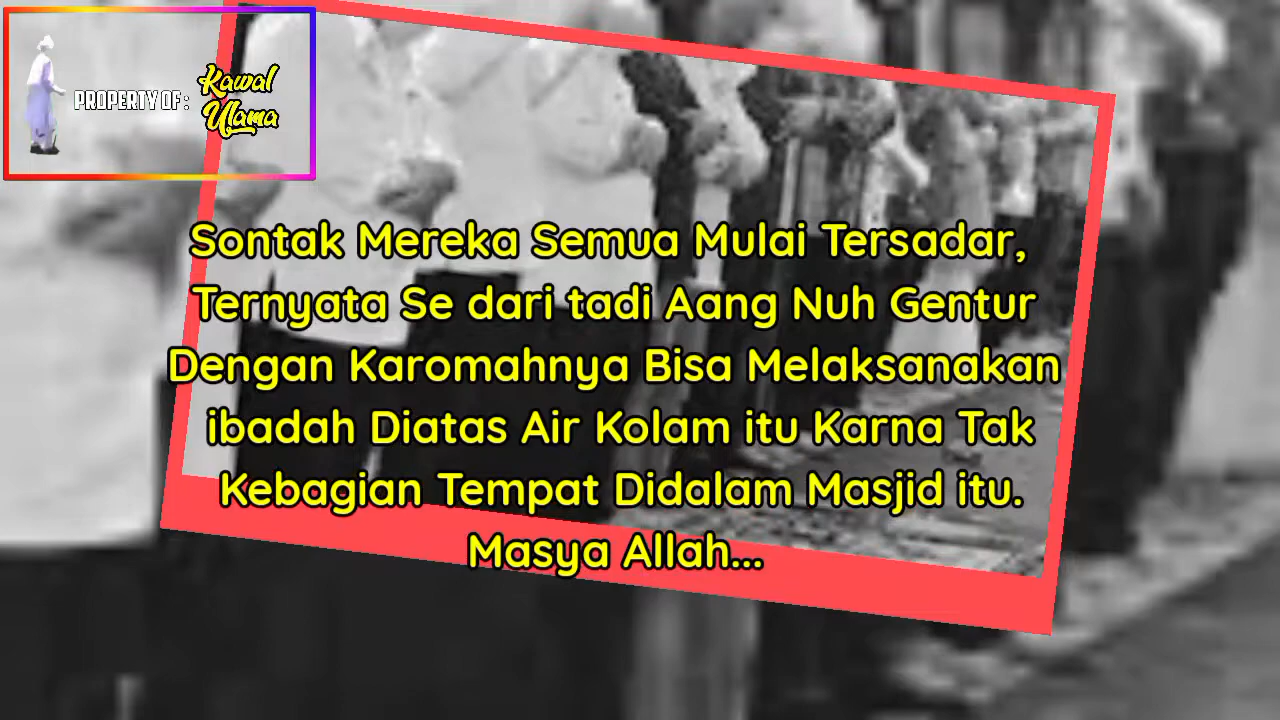 PROPERTY OF :
Kawal
Ulama
Sontak Mereka Semua Mulai Tersadar,
Ternyata Se dari tadi Aang Nuh Gentur
Dengan Karomahnya Bisa Melaksanakan
ibadah Diatas Air Kolam itu Karna Tak
Kebagian Tempat Didalam Masjid itu.
Masya Allah...